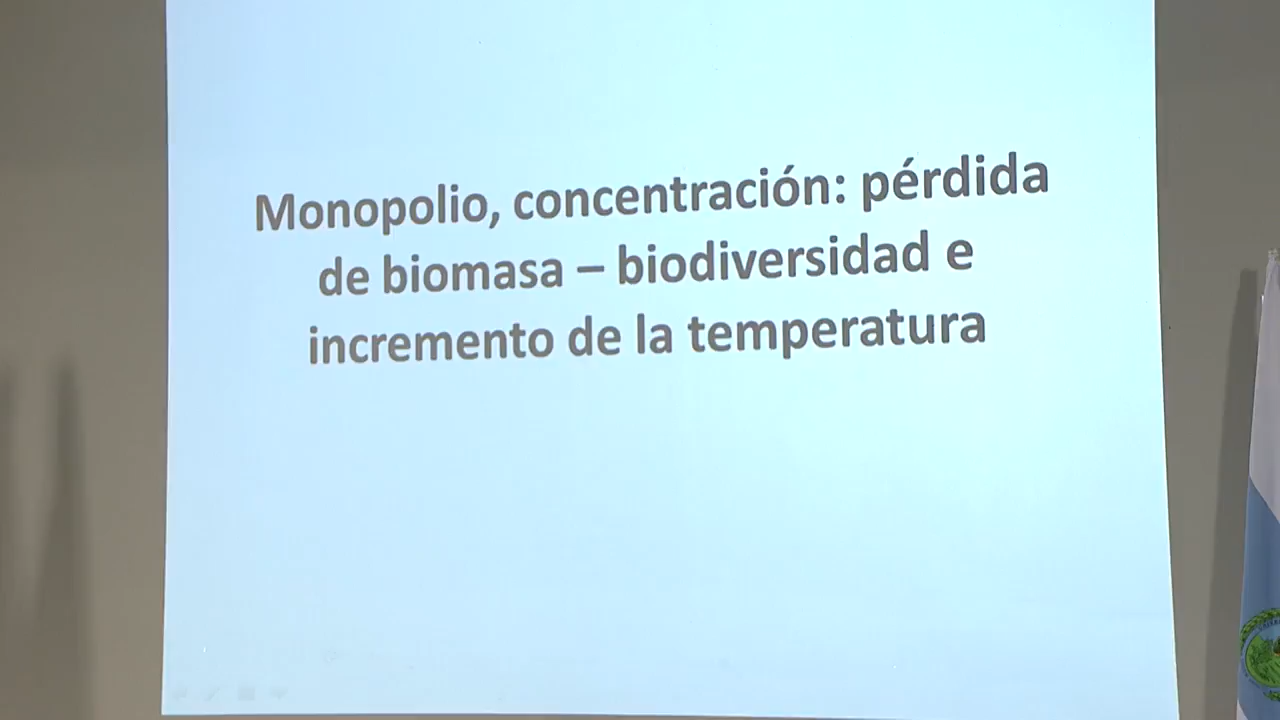 Monopolio, concentración: pérdida
de biomasa – biodiversidad e
incremento de la temperatura